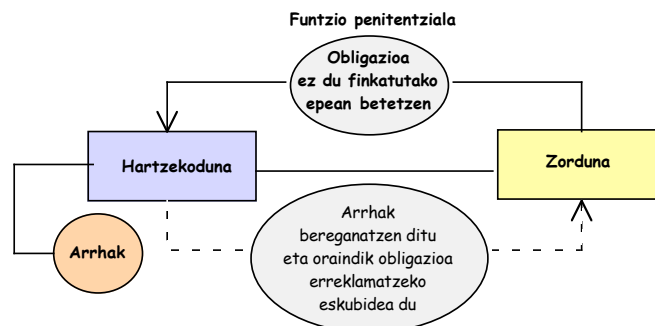 Funtzio penitentziala
Obligazioa
ez du finkatutako
epean betetzen
Hartzekoduna
Zorduna
Arrhak
Arrhak
bereganatzen ditu
eta oraindik obligazioa
erreklamatzeko
eskubidea du